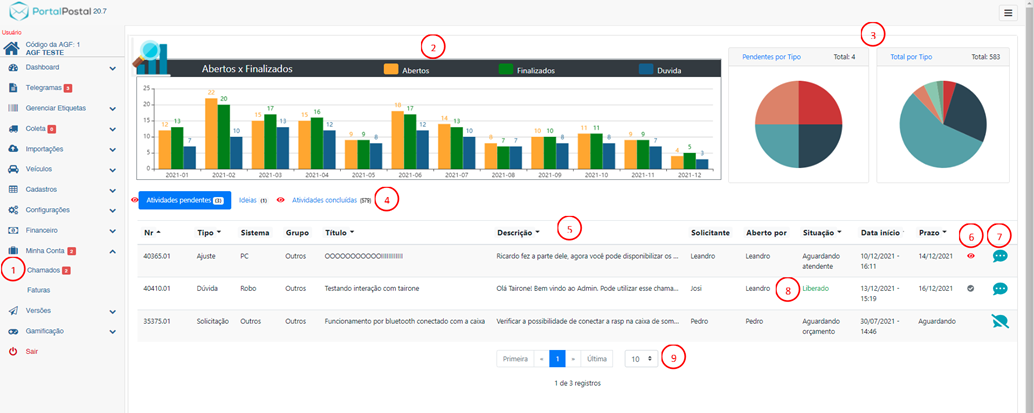 PortalPostal 20.7
Usuário
Código da AGF: 1
AGF TESTE
Dashboard
Telegramas 5
Gerenciar Etiquetas
Coleta 6
Importações
Veículos
Cadastros
Configurações
Financeiro
Minha Conta 2
1
Chamados 2
Faturas
Versões
Gamificação
Sair
Abertos x Finalizados
Abertos
Finalizados
Duvida
2
25
20
15
10
5
0
12 13 7
22 20 10
15 17 13
15 16 12
9 9 8
18 17 12
14 13 10
8 7 7
10 10 8
11 11 8
9 9 7
4 5 3
2021-01 2021-02 2021-03 2021-04 2021-05 2021-06 2021-07 2021-08 2021-09 2021-10 2021-11 2021-12
3
Pendentes por Tipo Total: 4
Total por Tipo Total: 583
Atividades pendentes (3) Ideias (1) Atividades concluídas (579) 4
Nr Tipo Sistema Grupo Título Descrição 5 Solicitante Aberto por Situação Data início Prazo 6 7
40365.01 Ajuste PC Outros Ricardo fez a parte dele, agora você pode disponibilizar os ... Leandro Leandro Aguardando atendente 10/12/2021 - 16:11 14/12/2021
40410.01 Dúvida Robo Outros Testando interação com tairone Olá Tairone! Bem vindo ao Admin. Pode utilizar esse chama... Josi Leandro 8 Liberado 13/12/2021 - 15:19 16/12/2021
35375.01 Solicitação Outros Outros Funcionamento por bluetooth conectado com a caixa Verificar a possibilidade de conectar a rasp na caixa de som... Pedro Pedro Aguardando orçamento 30/07/2021 - 14:46 Aguardando
Primeira « 1 » Última 10 9
1 de 3 registros